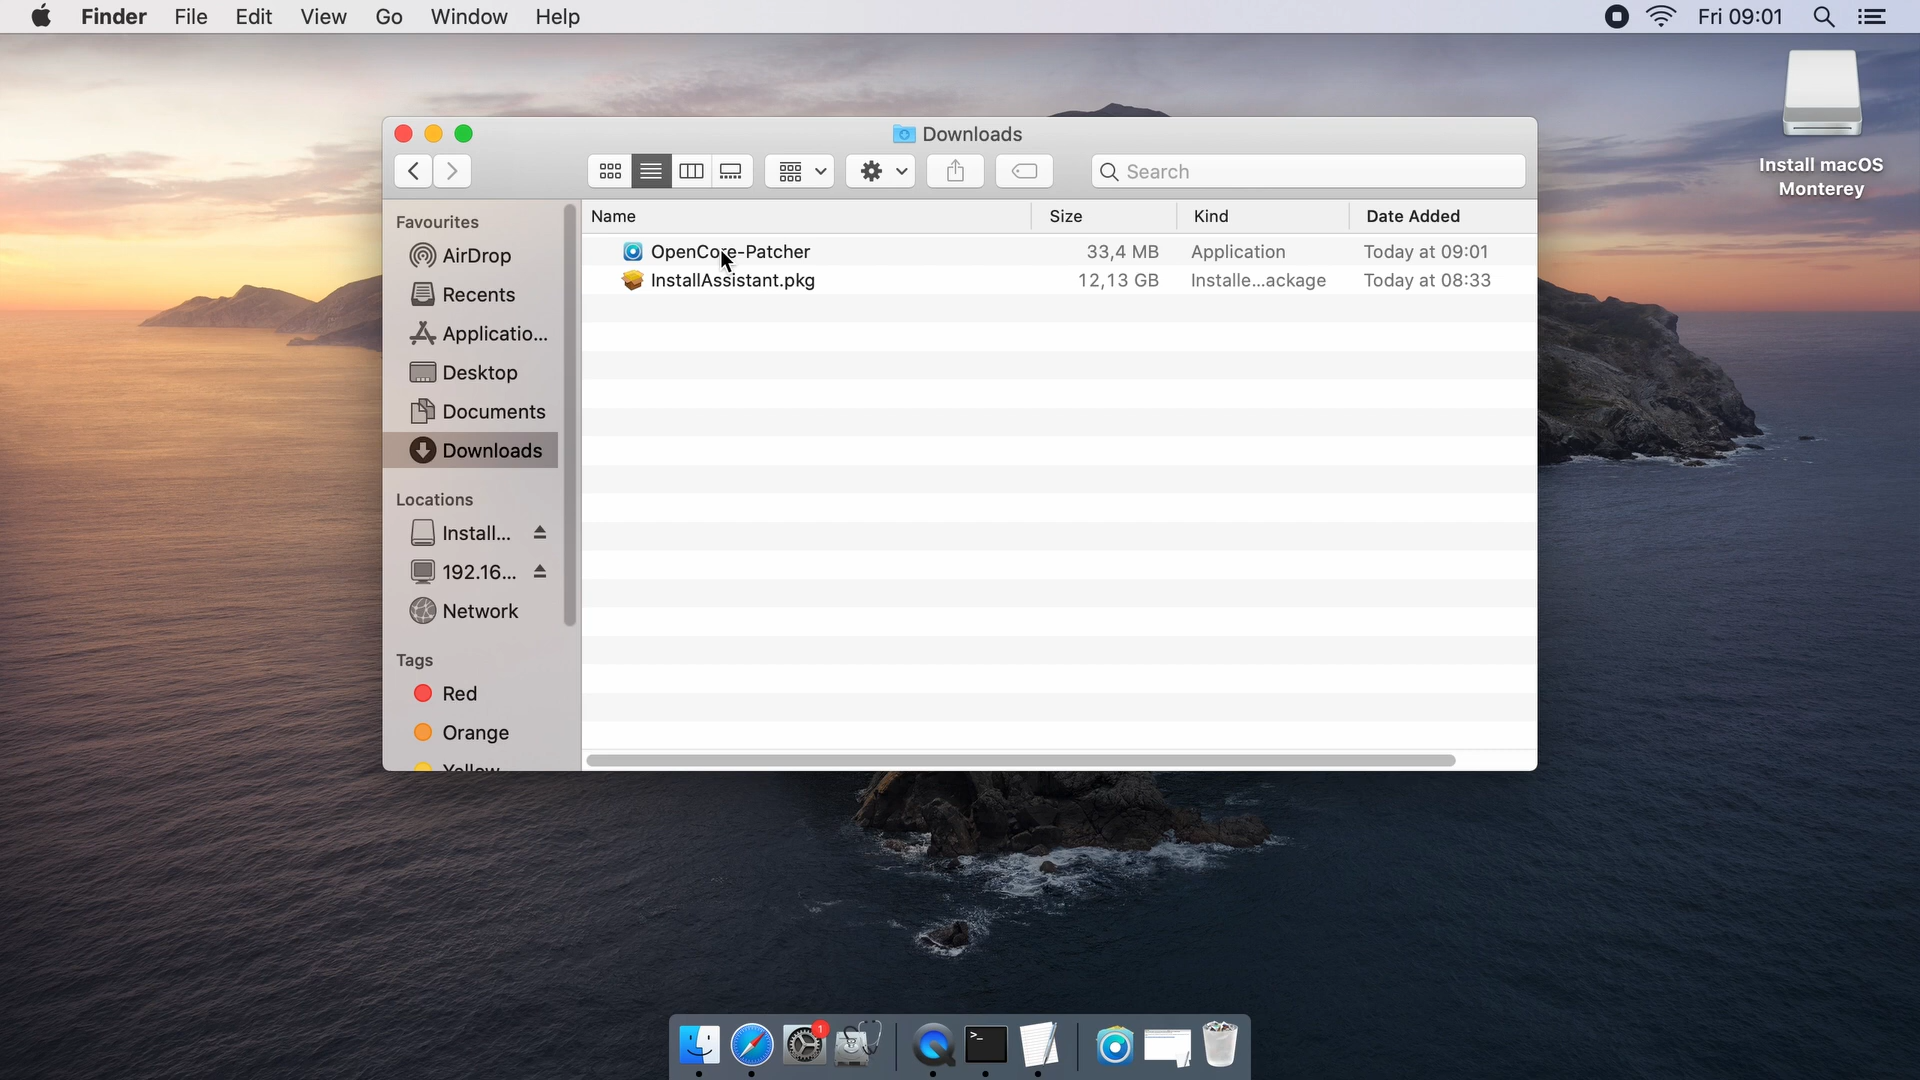 Finder File Edit View Go Window Help Fri 09:01
Install macOS
Monterey
Downloads
Search
Favourites
AirDrop
Recents
Applicatio...
Desktop
Documents
Downloads
Locations
Install...
192.16...
Network
Tags
Red
Orange
Yellow
Name Size Kind Date Added
OpenCore-Patcher 33,4 MB Application Today at 09:01
InstallAssistant.pkg 12,13 GB Installe...ackage Today at 08:33
1
>_